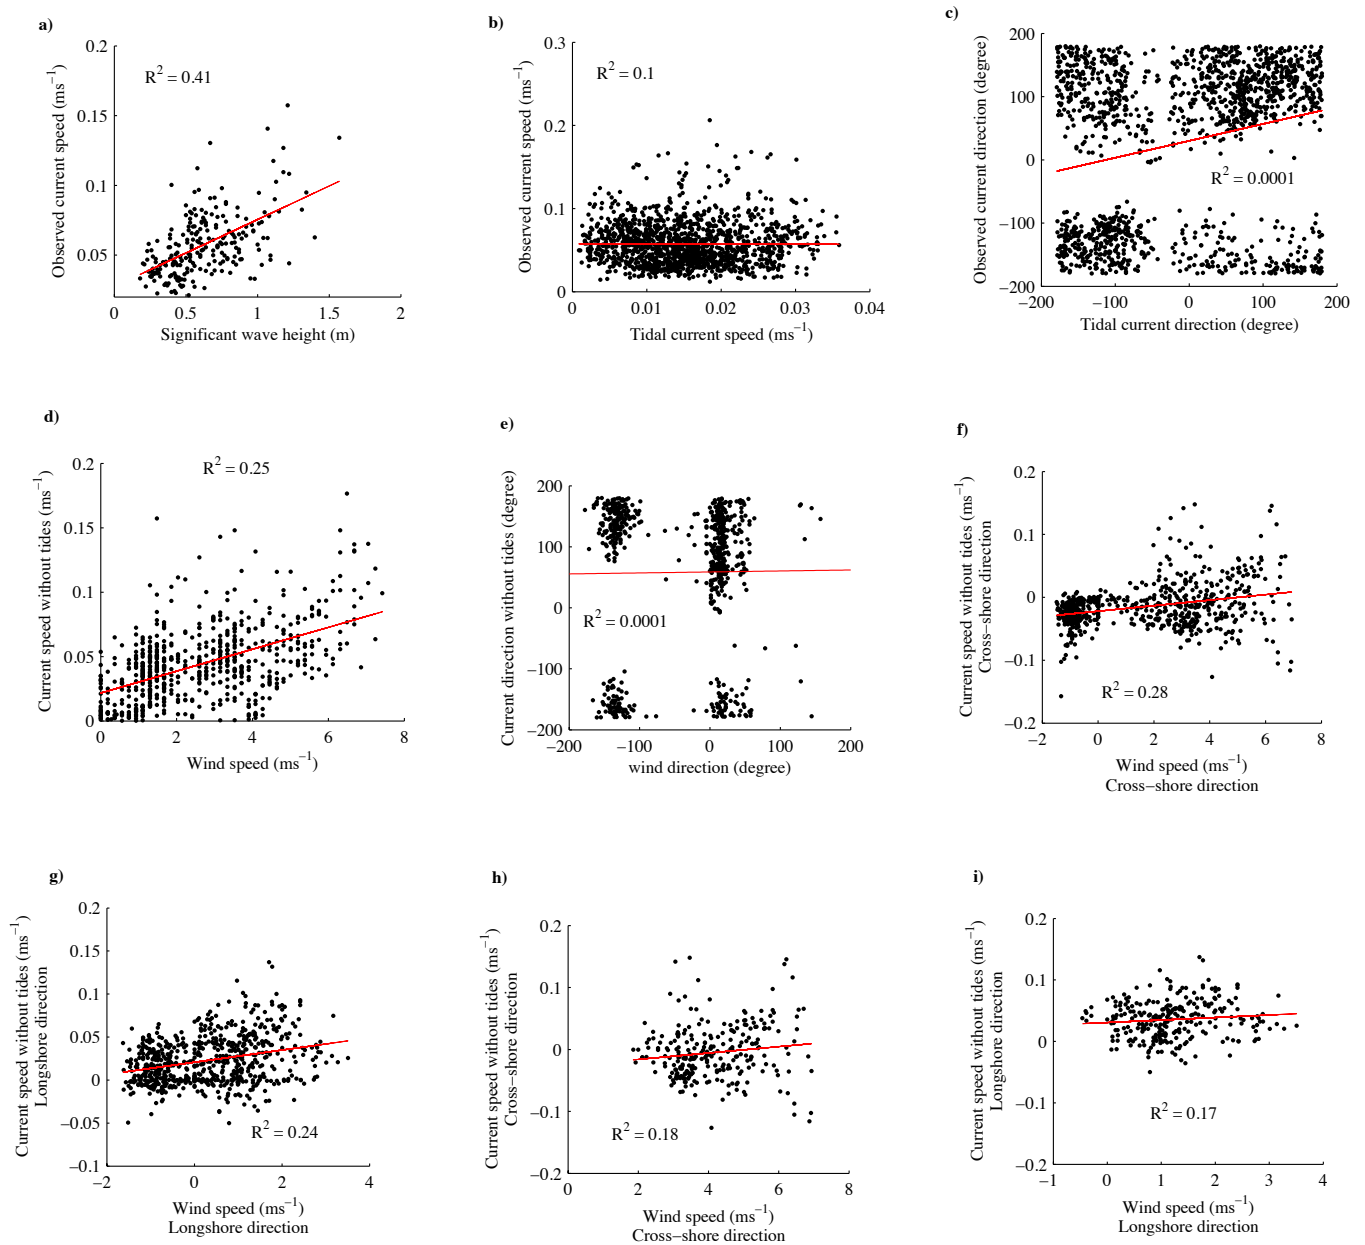 a)
R² = 0.41
Observed current speed (ms⁻¹)
0.2
0.15
0.1
0.05
0
0.5
1
1.5
2
Significant wave height (m)
b)
R² = 0.1
Observed current speed (ms⁻¹)
0.3
0.2
0.1
0
0
0.01
0.02
0.03
0.04
Tidal current speed (ms⁻¹)
c)
Observed current direction (degree)
200
100
0
−100
−200
R² = 0.0001
−200
−100
0
100
200
Tidal current direction (degree)
d)
R² = 0.25
Current speed without tides (ms⁻¹)
0.2
0.15
0.1
0.05
0
0
2
4
6
8
Wind speed (ms⁻¹)
e)
Current direction without tides (degree)
200
100
0
−100
−200
R² = 0.0001
−200
−100
0
100
200
wind direction (degree)
f)
Current speed without tides (ms⁻¹)
Cross−shore direction
0.2
0.1
0
−0.1
−0.2
R² = 0.28
−2
0
2
4
6
8
Wind speed (ms⁻¹)
Cross−shore direction
g)
Current speed without tides (ms⁻¹)
Longshore direction
0.2
0.15
0.1
0.05
0
−0.05
−0.1
R² = 0.24
−2
0
2
4
Wind speed (ms⁻¹)
Longshore direction
h)
Current speed without tides (ms⁻¹)
Cross−shore direction
0.2
0.1
0
−0.1
−0.2
R² = 0.18
0
2
4
6
8
Wind speed (ms⁻¹)
Cross−shore direction
i)
Current speed without tides (ms⁻¹)
Longshore direction
0.2
0.1
0
−0.1
−0.2
R² = 0.17
−1
0
1
2
3
4
Wind speed (ms⁻¹)
Longshore direction